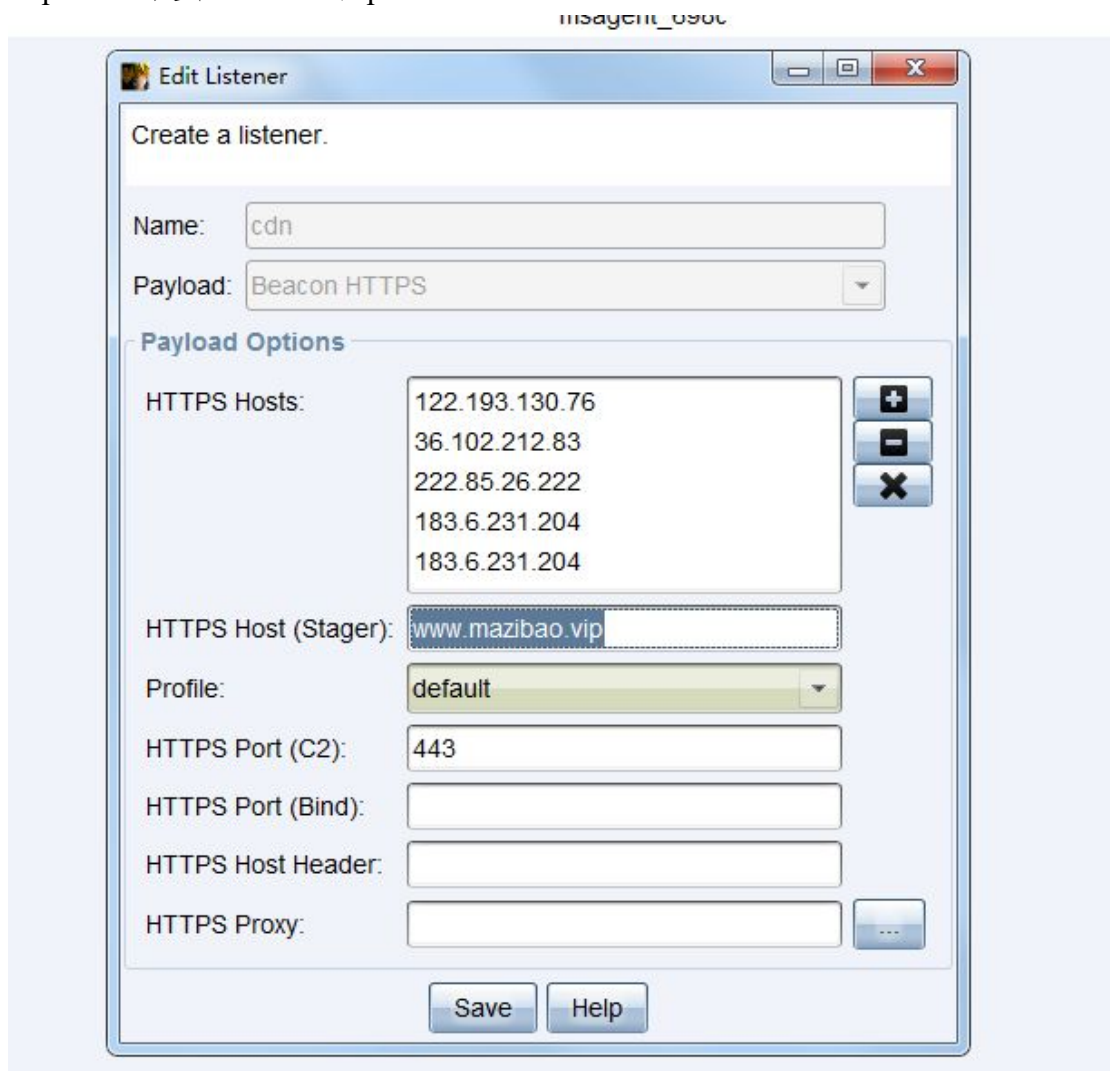 Edit Listener
Create a listener.
Name: cdn
Payload: Beacon HTTPS
Payload Options
HTTPS Hosts: 122.193.130.76
36.102.212.83
222.85.26.222
183.6.231.204
183.6.231.204
HTTPS Host (Stager): www.mazibao.vip
Profile: default
HTTPS Port (C2): 443
HTTPS Port (Bind):
HTTPS Host Header:
HTTPS Proxy: ...
Save Help